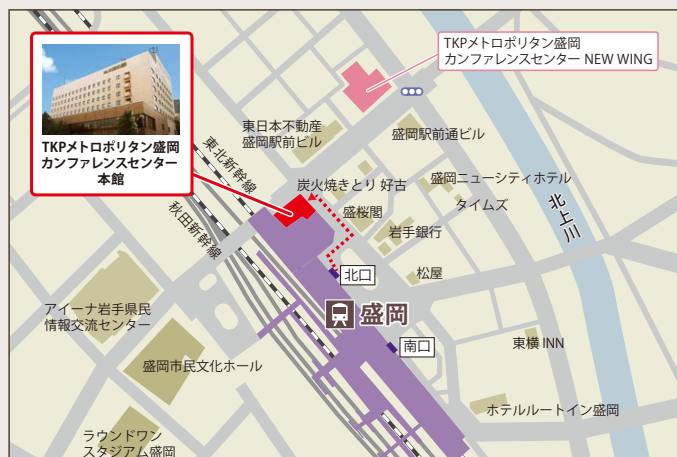 TKPメトロポリタン盛岡
カンファレンスセンター NEW WING
TKPメトロポリタン盛岡
カンファレンスセンター
本館
東北新幹線
秋田新幹線
東日本不動産
盛岡駅前ビル
盛岡駅前通ビル
炭火焼きとり 好古
盛岡ニューシティホテル
盛桜閣
タイムズ
岩手銀行
北上川
北口
松屋
アイーナ岩手県民
情報交流センター
盛岡
南口
東横 INN
盛岡市民文化ホール
ホテルルートイン盛岡
ラウンドワン
スタジアム盛岡